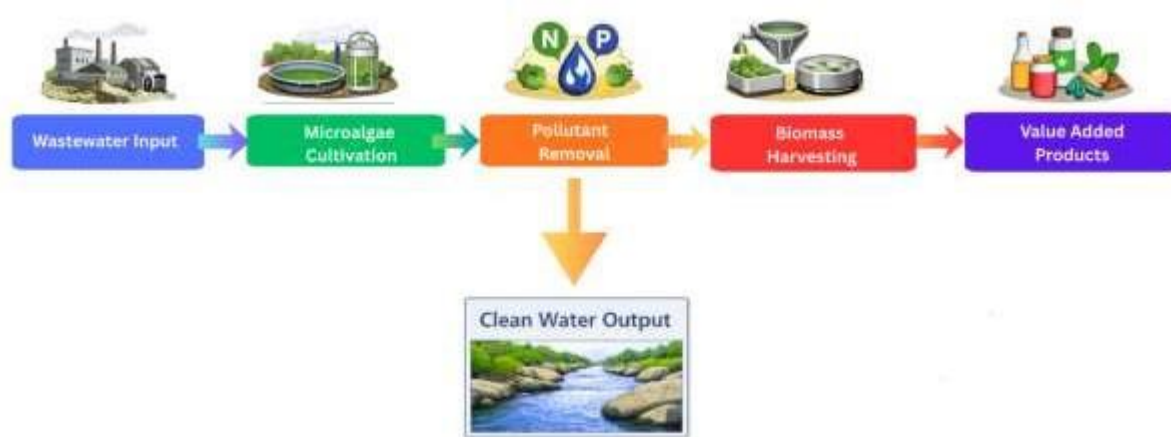 N P
Wastewater Input
Microalgae
Cultivation
Pollutant
Removal
Biomass
Harvesting
Value Added
Products
Clean Water Output